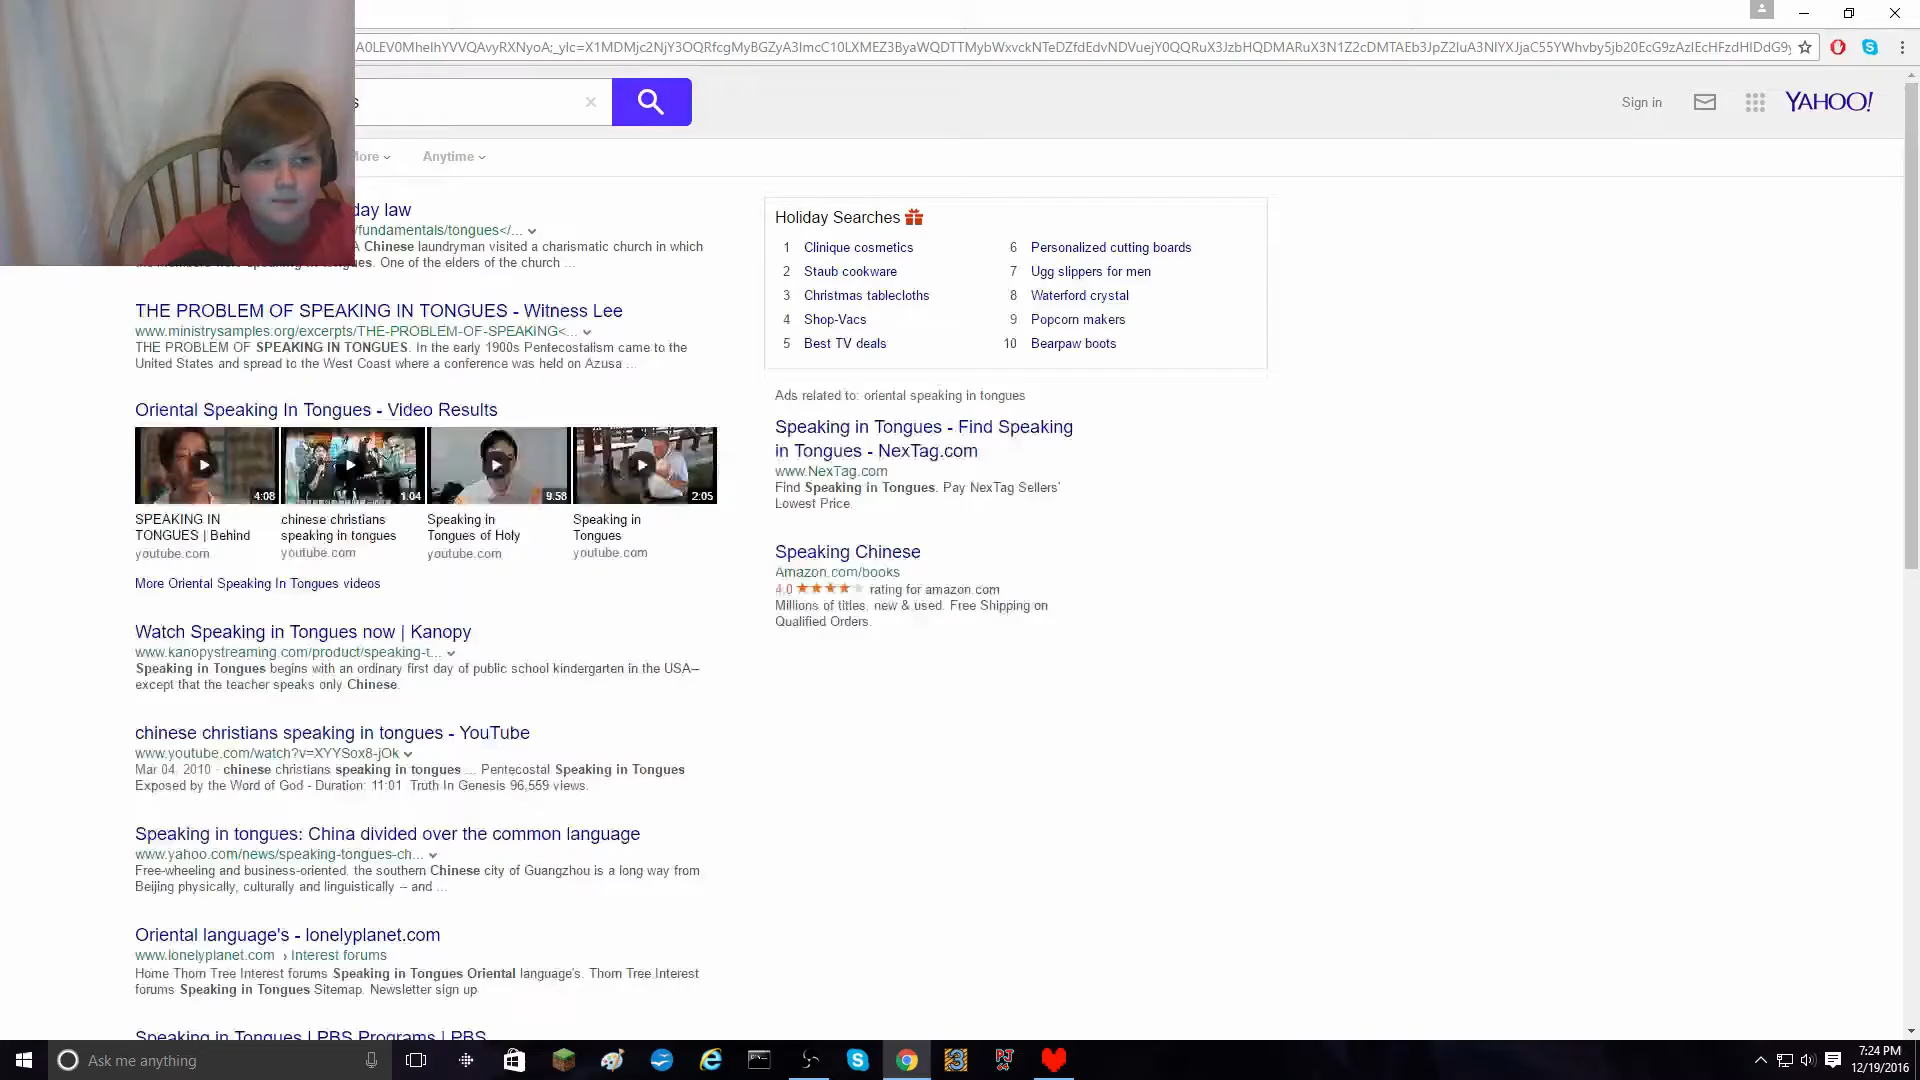 s
Sign in
YAHOO!
More
Anytime
day law
/fundamentals/tongues</...
A Chinese laundryman visited a charismatic church in which
the members were speaking in tongues. One of the elders of the church ...
THE PROBLEM OF SPEAKING IN TONGUES - Witness Lee
www.ministrysamples.org/excerpts/THE-PROBLEM-OF-SPEAKING<...
THE PROBLEM OF SPEAKING IN TONGUES. In the early 1900s Pentecostalism came to the
United States and spread to the West Coast where a conference was held on Azusa ...
Oriental Speaking In Tongues - Video Results
4:08
1:04
9:58
2:05
SPEAKING IN
TONGUES | Behind
youtube.com
chinese christians
speaking in tongues
youtube.com
Speaking in
Tongues of Holy
youtube.com
Speaking in
Tongues
youtube.com
More Oriental Speaking In Tongues videos
Watch Speaking in Tongues now | Kanopy
www.kanopystreaming.com/product/speaking-t...
Speaking in Tongues begins with an ordinary first day of public school kindergarten in the USA--
except that the teacher speaks only Chinese.
chinese christians speaking in tongues - YouTube
www.youtube.com/watch?v=XYYSox8-jOk
Mar 04, 2010 · chinese christians speaking in tongues ... Pentecostal Speaking in Tongues
Exposed by the Word of God - Duration: 11:01. Truth In Genesis 96,559 views.
Speaking in tongues: China divided over the common language
www.yahoo.com/news/speaking-tongues-ch...
Free-wheeling and business-oriented, the southern Chinese city of Guangzhou is a long way from
Beijing physically, culturally and linguistically -- and ...
Oriental language's - lonelyplanet.com
www.lonelyplanet.com › Interest forums
Home Thorn Tree Interest forums Speaking in Tongues Oriental language's. Thorn Tree Interest
forums Speaking in Tongues Sitemap. Newsletter sign up
Speaking in Tongues | PBS Programs | PBS
Holiday Searches
1 Clinique cosmetics
2 Staub cookware
3 Christmas tablecloths
4 Shop-Vacs
5 Best TV deals
6 Personalized cutting boards
7 Ugg slippers for men
8 Waterford crystal
9 Popcorn makers
10 Bearpaw boots
Ads related to: oriental speaking in tongues
Speaking in Tongues - Find Speaking
in Tongues - NexTag.com
www.NexTag.com
Find Speaking in Tongues. Pay NexTag Sellers'
Lowest Price.
Speaking Chinese
Amazon.com/books
4.0 rating for amazon.com
Millions of titles, new & used. Free Shipping on
Qualified Orders.
Ask me anything
7:24 PM
12/19/2016